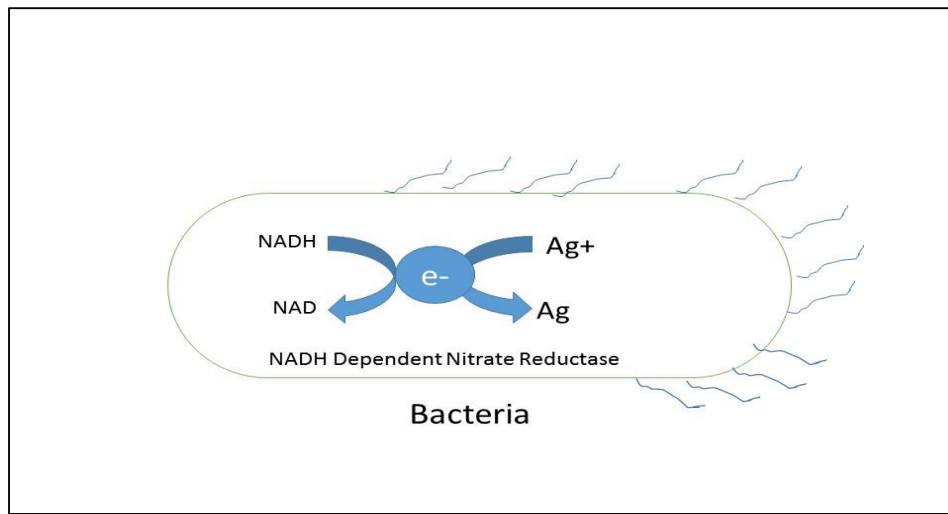 NADH
Ag+
e-
NAD
Ag
NADH Dependent Nitrate Reductase
Bacteria